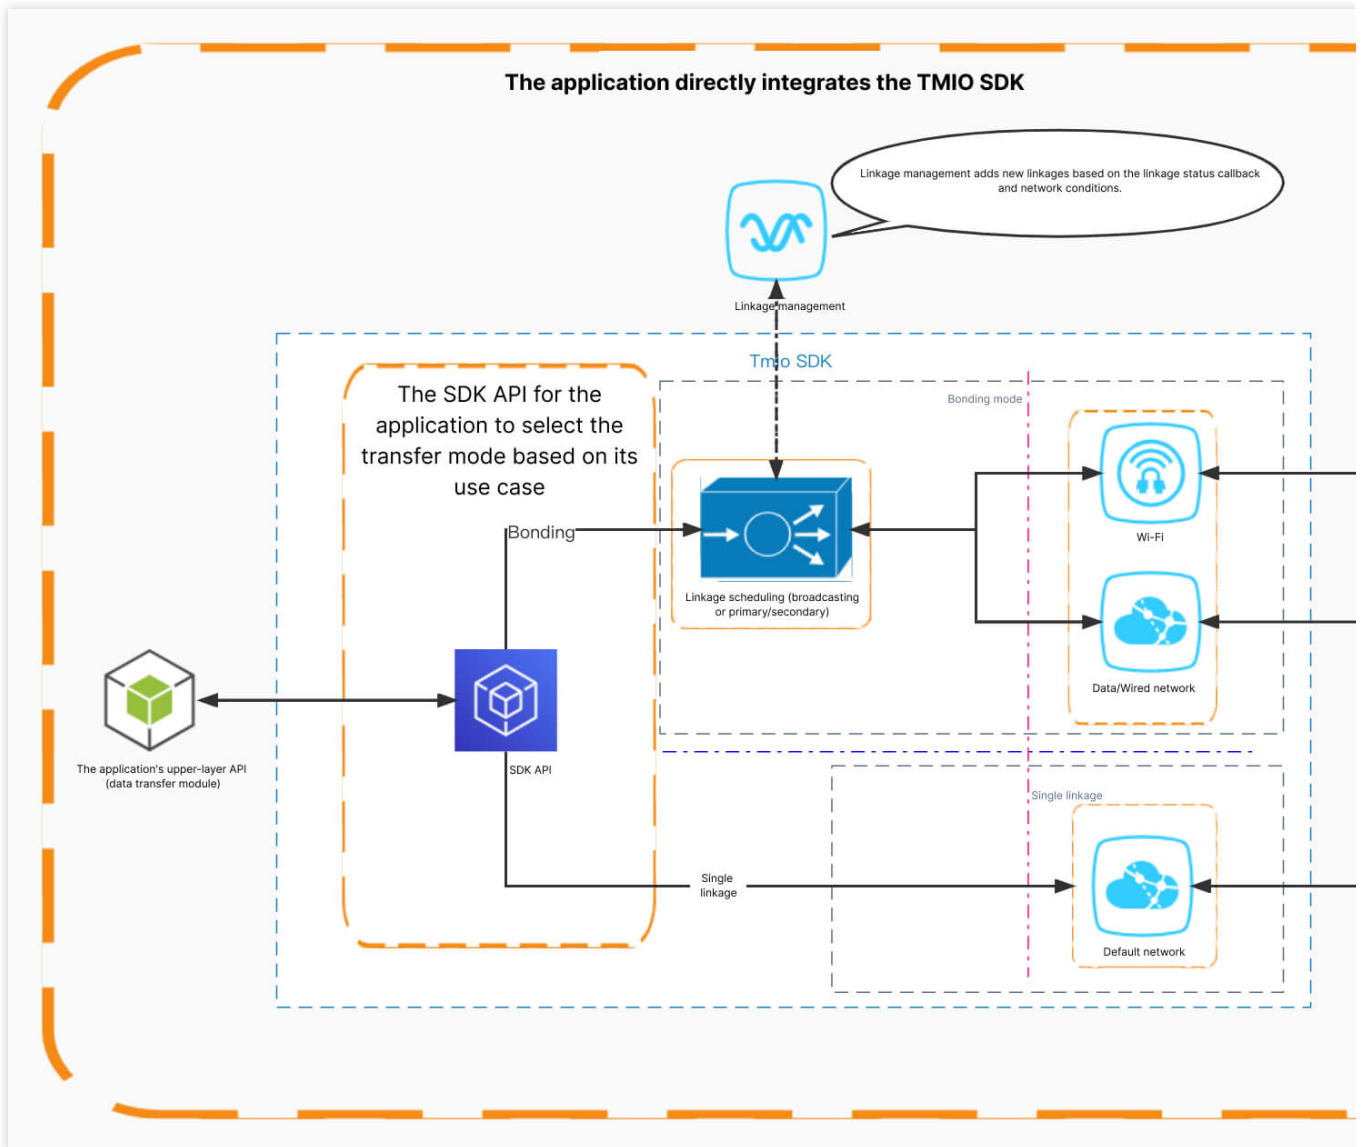 The application directly integrates the TMIO SDK
Linkage management adds new linkages based on the linkage status callback
and network conditions.
Linkage management
Tmio SDK
The SDK API for the
application to select the
transfer mode based on its
use case
Bonding mode
Wi-Fi
Bonding
Linkage scheduling (broadcasting
or primary/secondary)
Data/Wired network
The application's upper-layer API
(data transfer module)
SDK API
Single linkage
Single
linkage
Default network